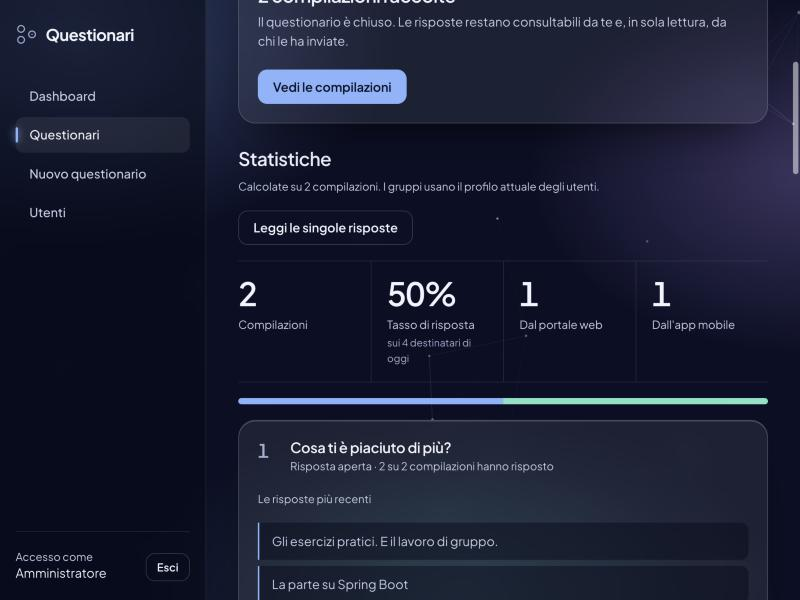 Questionari
Dashboard
Questionari
Nuovo questionario
Utenti
Accesso come
Amministratore
Esci
2 compilazioni raccolte
Il questionario è chiuso. Le risposte restano consultabili da te e, in sola lettura, da
chi le ha inviate.
Vedi le compilazioni
Statistiche
Calcolate su 2 compilazioni. I gruppi usano il profilo attuale degli utenti.
Leggi le singole risposte
2
Compilazioni
50%
Tasso di risposta
sui 4 destinatari di
oggi
1
Dal portale web
1
Dall'app mobile
1
Cosa ti è piaciuto di più?
Risposta aperta · 2 su 2 compilazioni hanno risposto
Le risposte più recenti
Gli esercizi pratici. E il lavoro di gruppo.
La parte su Spring Boot